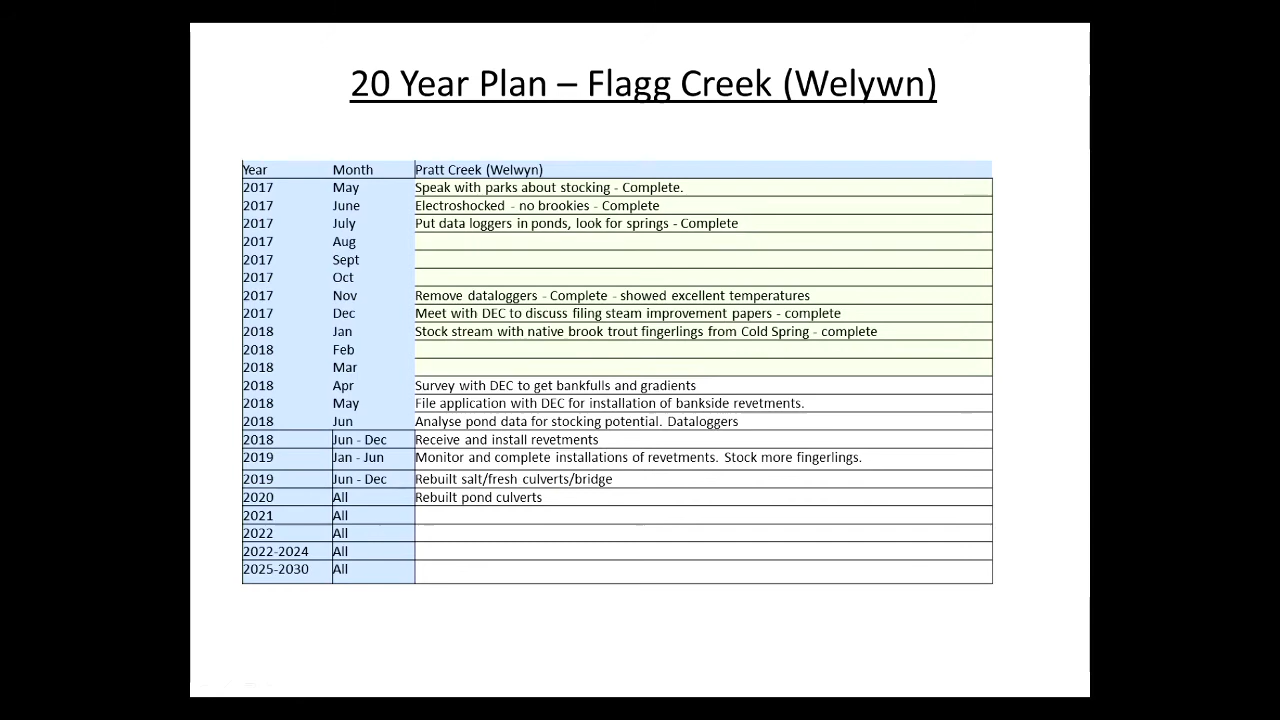 20 Year Plan – Flagg Creek (Welywn)
Year Month Pratt Creek (Welwyn)
2017 May Speak with parks about stocking - Complete.
2017 June Electroshocked - no brookies - Complete
2017 July Put data loggers in ponds, look for springs - Complete
2017 Aug
2017 Sept
2017 Oct
2017 Nov Remove dataloggers - Complete - showed excellent temperatures
2017 Dec Meet with DEC to discuss filing steam improvement papers - complete
2018 Jan Stock stream with native brook trout fingerlings from Cold Spring - complete
2018 Feb
2018 Mar
2018 Apr Survey with DEC to get bankfulls and gradients
2018 May File application with DEC for installation of bankside revetments.
2018 Jun Analyse pond data for stocking potential. Dataloggers
2018 Jun - Dec Receive and install revetments
2019 Jan - Jun Monitor and complete installations of revetments. Stock more fingerlings.
2019 Jun - Dec Rebuilt salt/fresh culverts/bridge
2020 All Rebuilt pond culverts
2021 All
2022 All
2022-2024 All
2025-2030 All